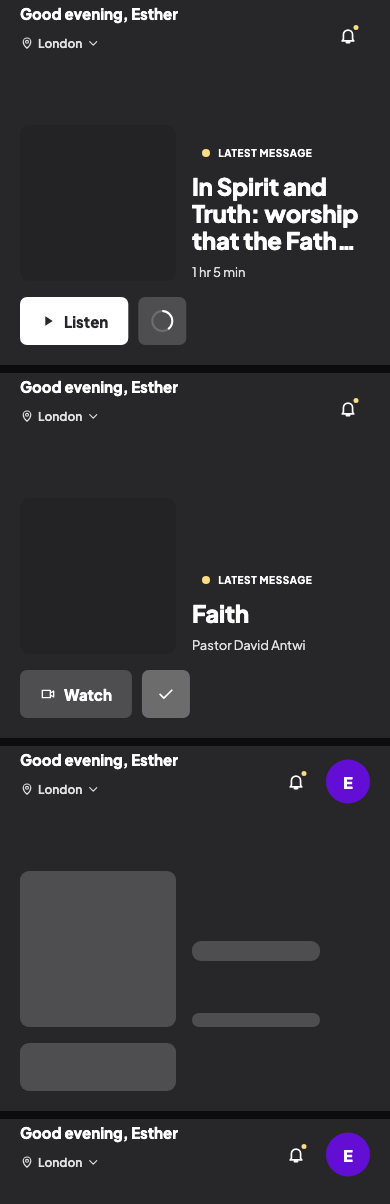 Good evening, Esther
London
LATEST MESSAGE
In Spirit and
Truth: worship
that the Fath...
1 hr 5 min
Listen
Good evening, Esther
London
LATEST MESSAGE
Faith
Pastor David Antwi
Watch
Good evening, Esther
London
E
Good evening, Esther
London
E